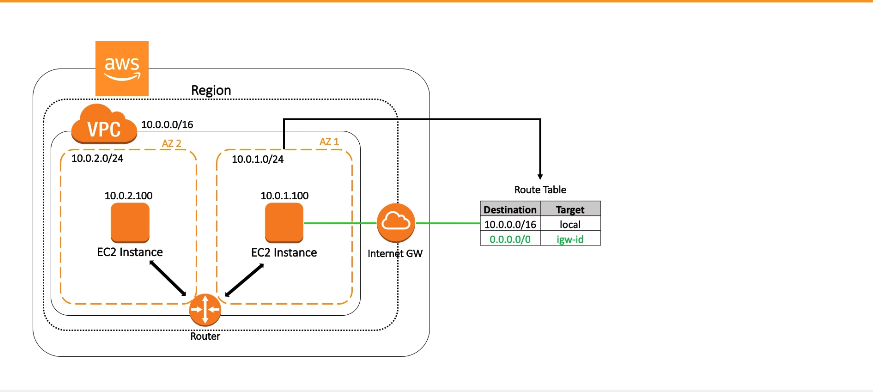 aws
Region
VPC
10.0.0.0/16
AZ 2
AZ 1
10.0.2.0/24
10.0.1.0/24
10.0.2.100
10.0.1.100
EC2 Instance
EC2 Instance
Internet GW
Router
Route Table
Destination Target
10.0.0.0/16 local
0.0.0.0/0 igw-id